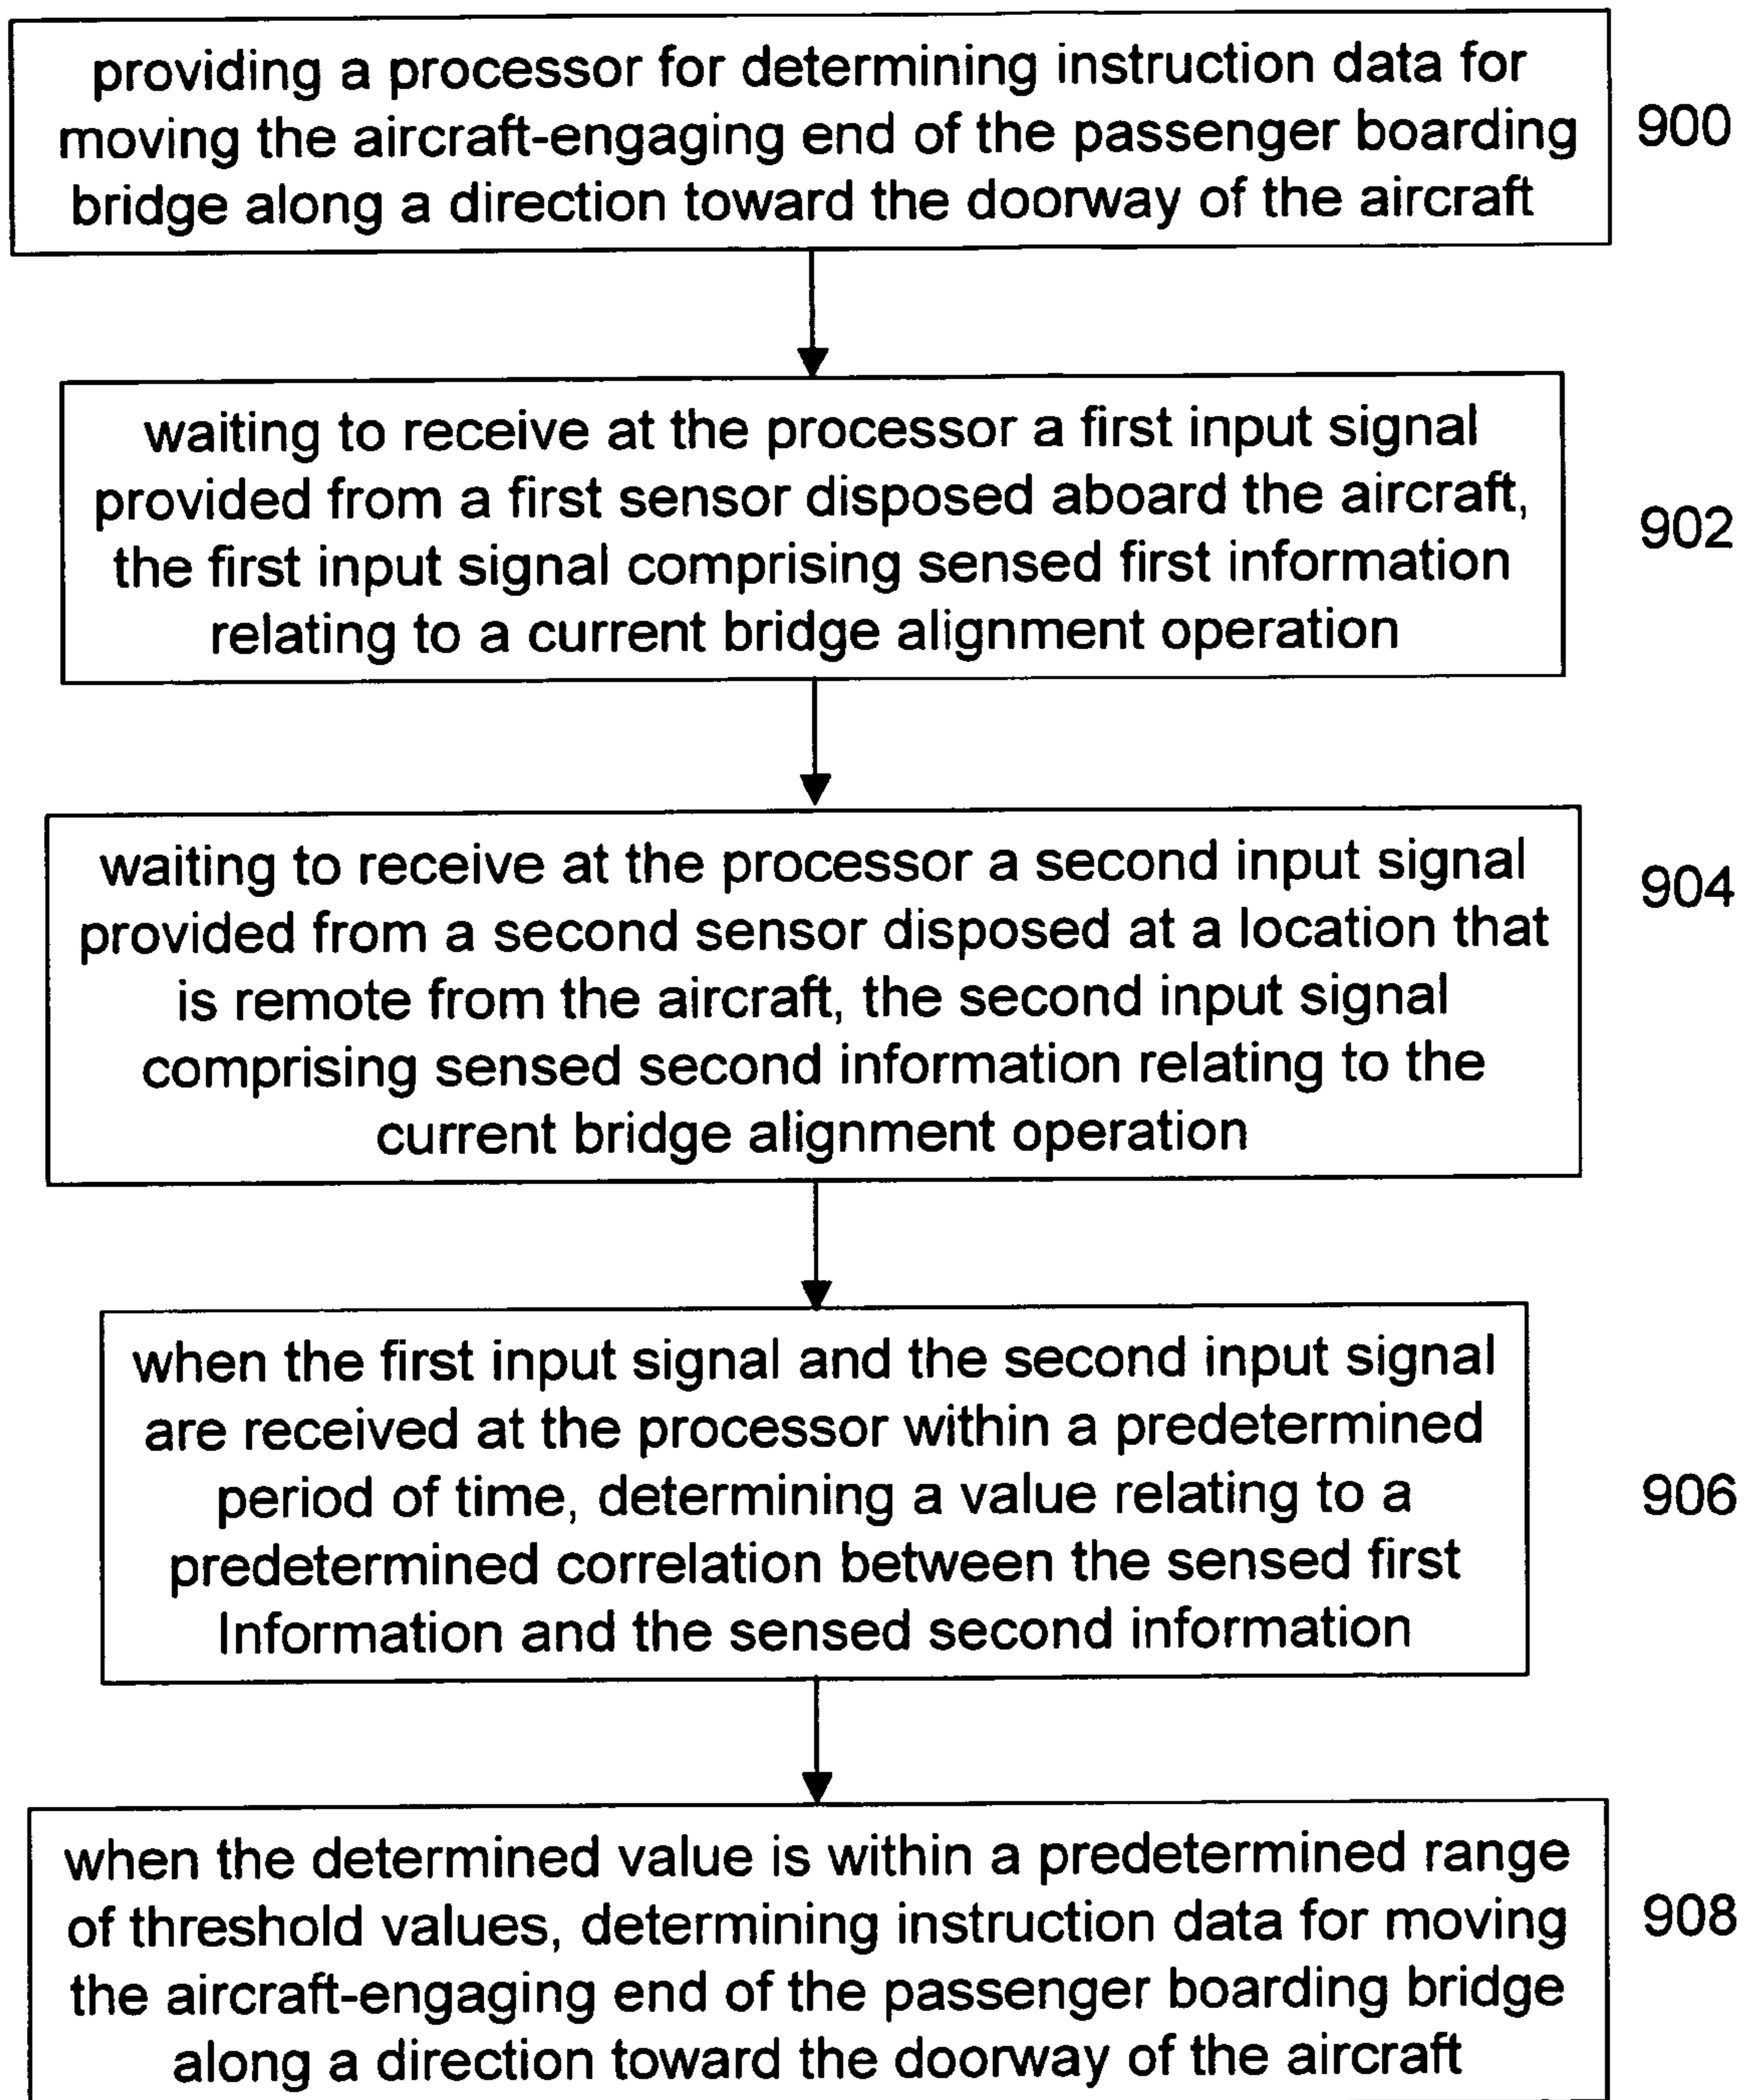 providing a processor for determining instruction data for
moving the aircraft-engaging end of the passenger boarding
bridge along a direction toward the doorway of the aircraft
900
waiting to receive at the processor a first input signal
provided from a first sensor disposed aboard the aircraft,
the first input signal comprising sensed first information
relating to a current bridge alignment operation
902
waiting to receive at the processor a second input signal
provided from a second sensor disposed at a location that
is remote from the aircraft, the second input signal
comprising sensed second information relating to the
current bridge alignment operation
904
when the first input signal and the second input signal
are received at the processor within a predetermined
period of time, determining a value relating to a
predetermined correlation between the sensed first
Information and the sensed second information
906
when the determined value is within a predetermined range
of threshold values, determining instruction data for moving
the aircraft-engaging end of the passenger boarding bridge
along a direction toward the doorway of the aircraft
908